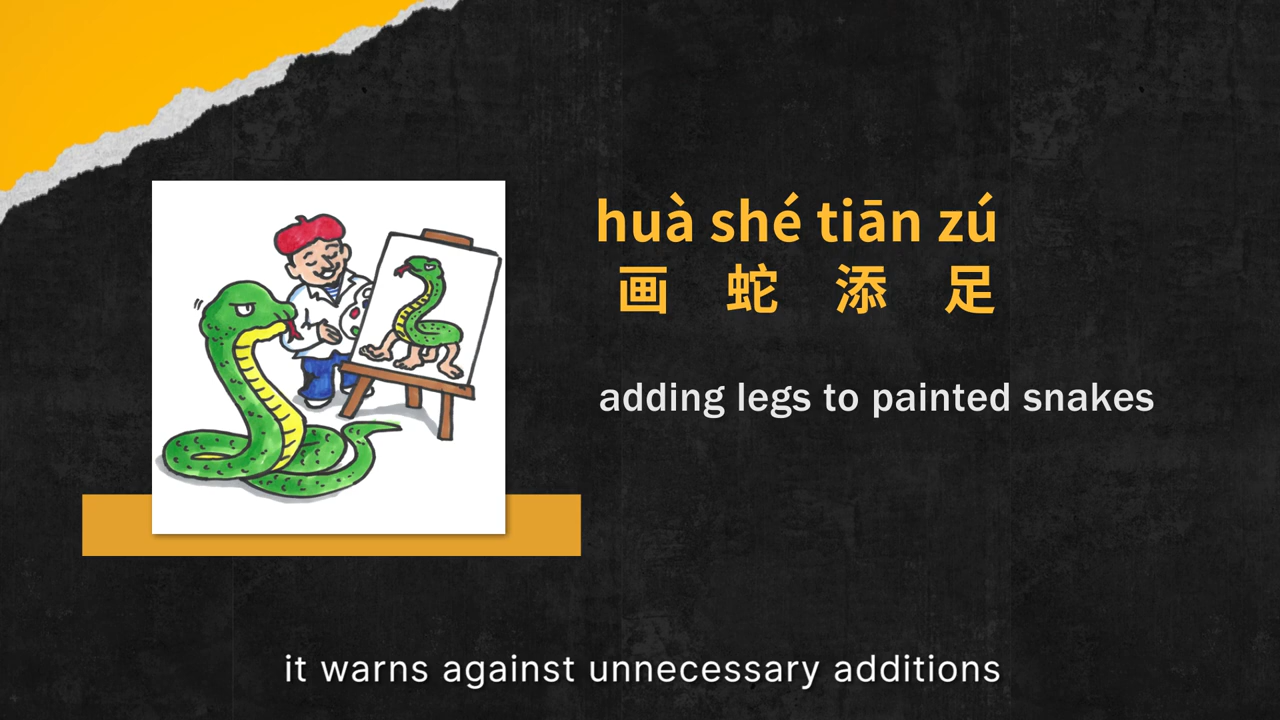 huà shé tiān zú
画 蛇 添 足
adding legs to painted snakes
it warns against unnecessary additions